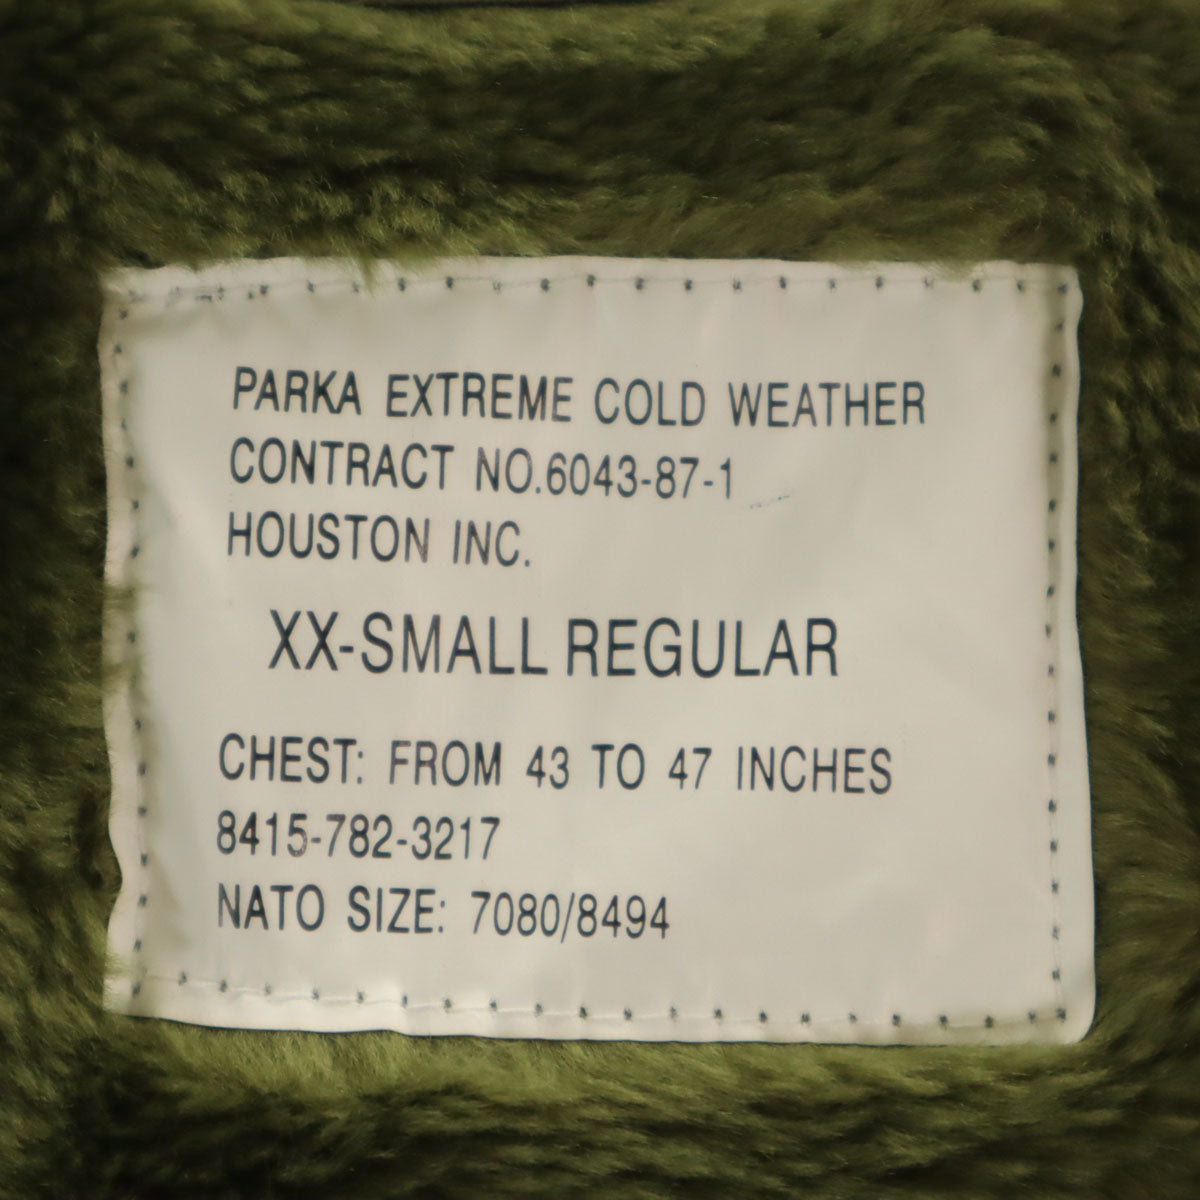 PARKA EXTREME COLD WEATHER
CONTRACT NO.6043-87-1
HOUSTON INC.
XX-SMALL REGULAR
CHEST: FROM 43 TO 47 INCHES
8415-782-3217
NATO SIZE: 7080/8494